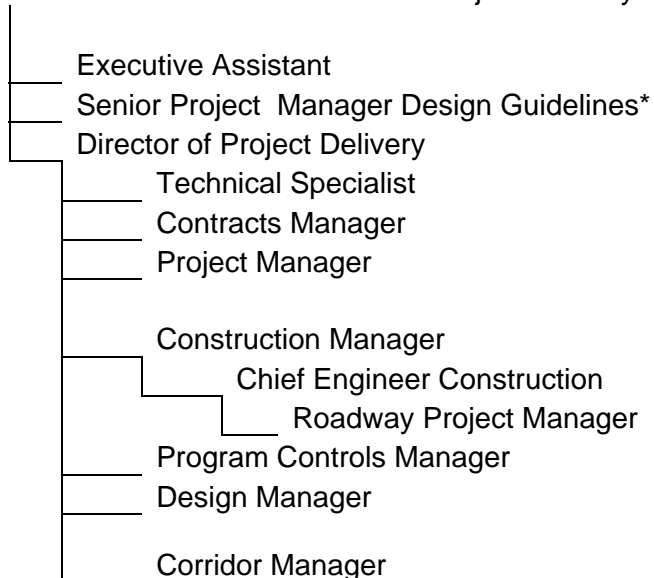 Executive Assistant
Senior Project Manager Design Guidelines*
Director of Project Delivery
Technical Specialist
Contracts Manager
Project Manager
Construction Manager
Chief Engineer Construction
Roadway Project Manager
Program Controls Manager
Design Manager
Corridor Manager